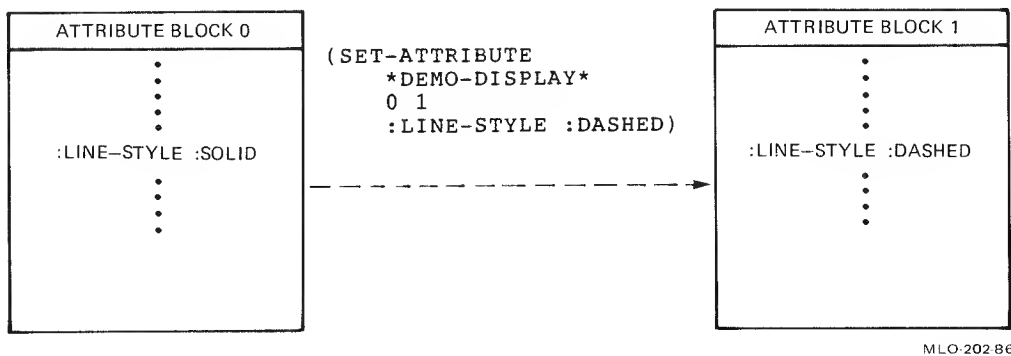 ATTRIBUTE BLOCK 0
:LINE–STYLE :SOLID
(SET-ATTRIBUTE
*DEMO-DISPLAY*
0 1
:LINE-STYLE :DASHED)
ATTRIBUTE BLOCK 1
:LINE–STYLE :DASHED
MLO-202-86